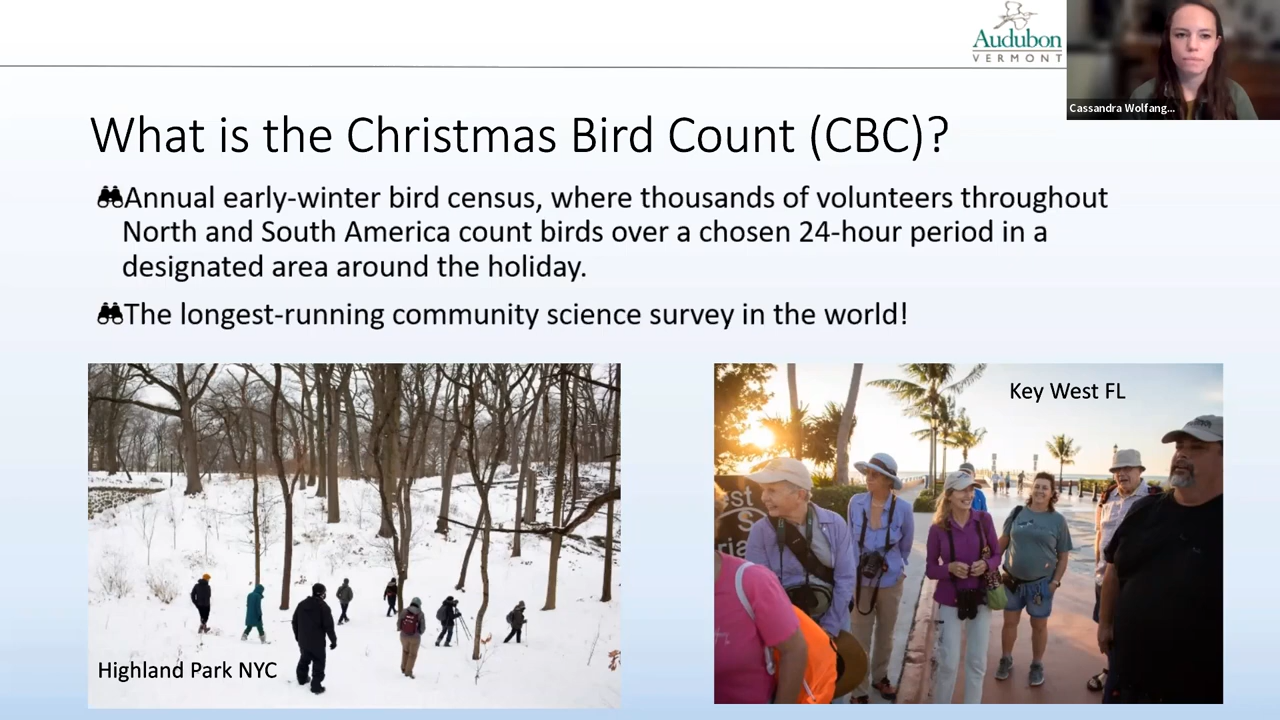 Audubon
VERMONT
Cassandra Wolfang...
What is the Christmas Bird Count (CBC)?
Annual early-winter bird census, where thousands of volunteers throughout
North and South America count birds over a chosen 24-hour period in a
designated area around the holiday.
The longest-running community science survey in the world!
Highland Park NYC
Key West FL